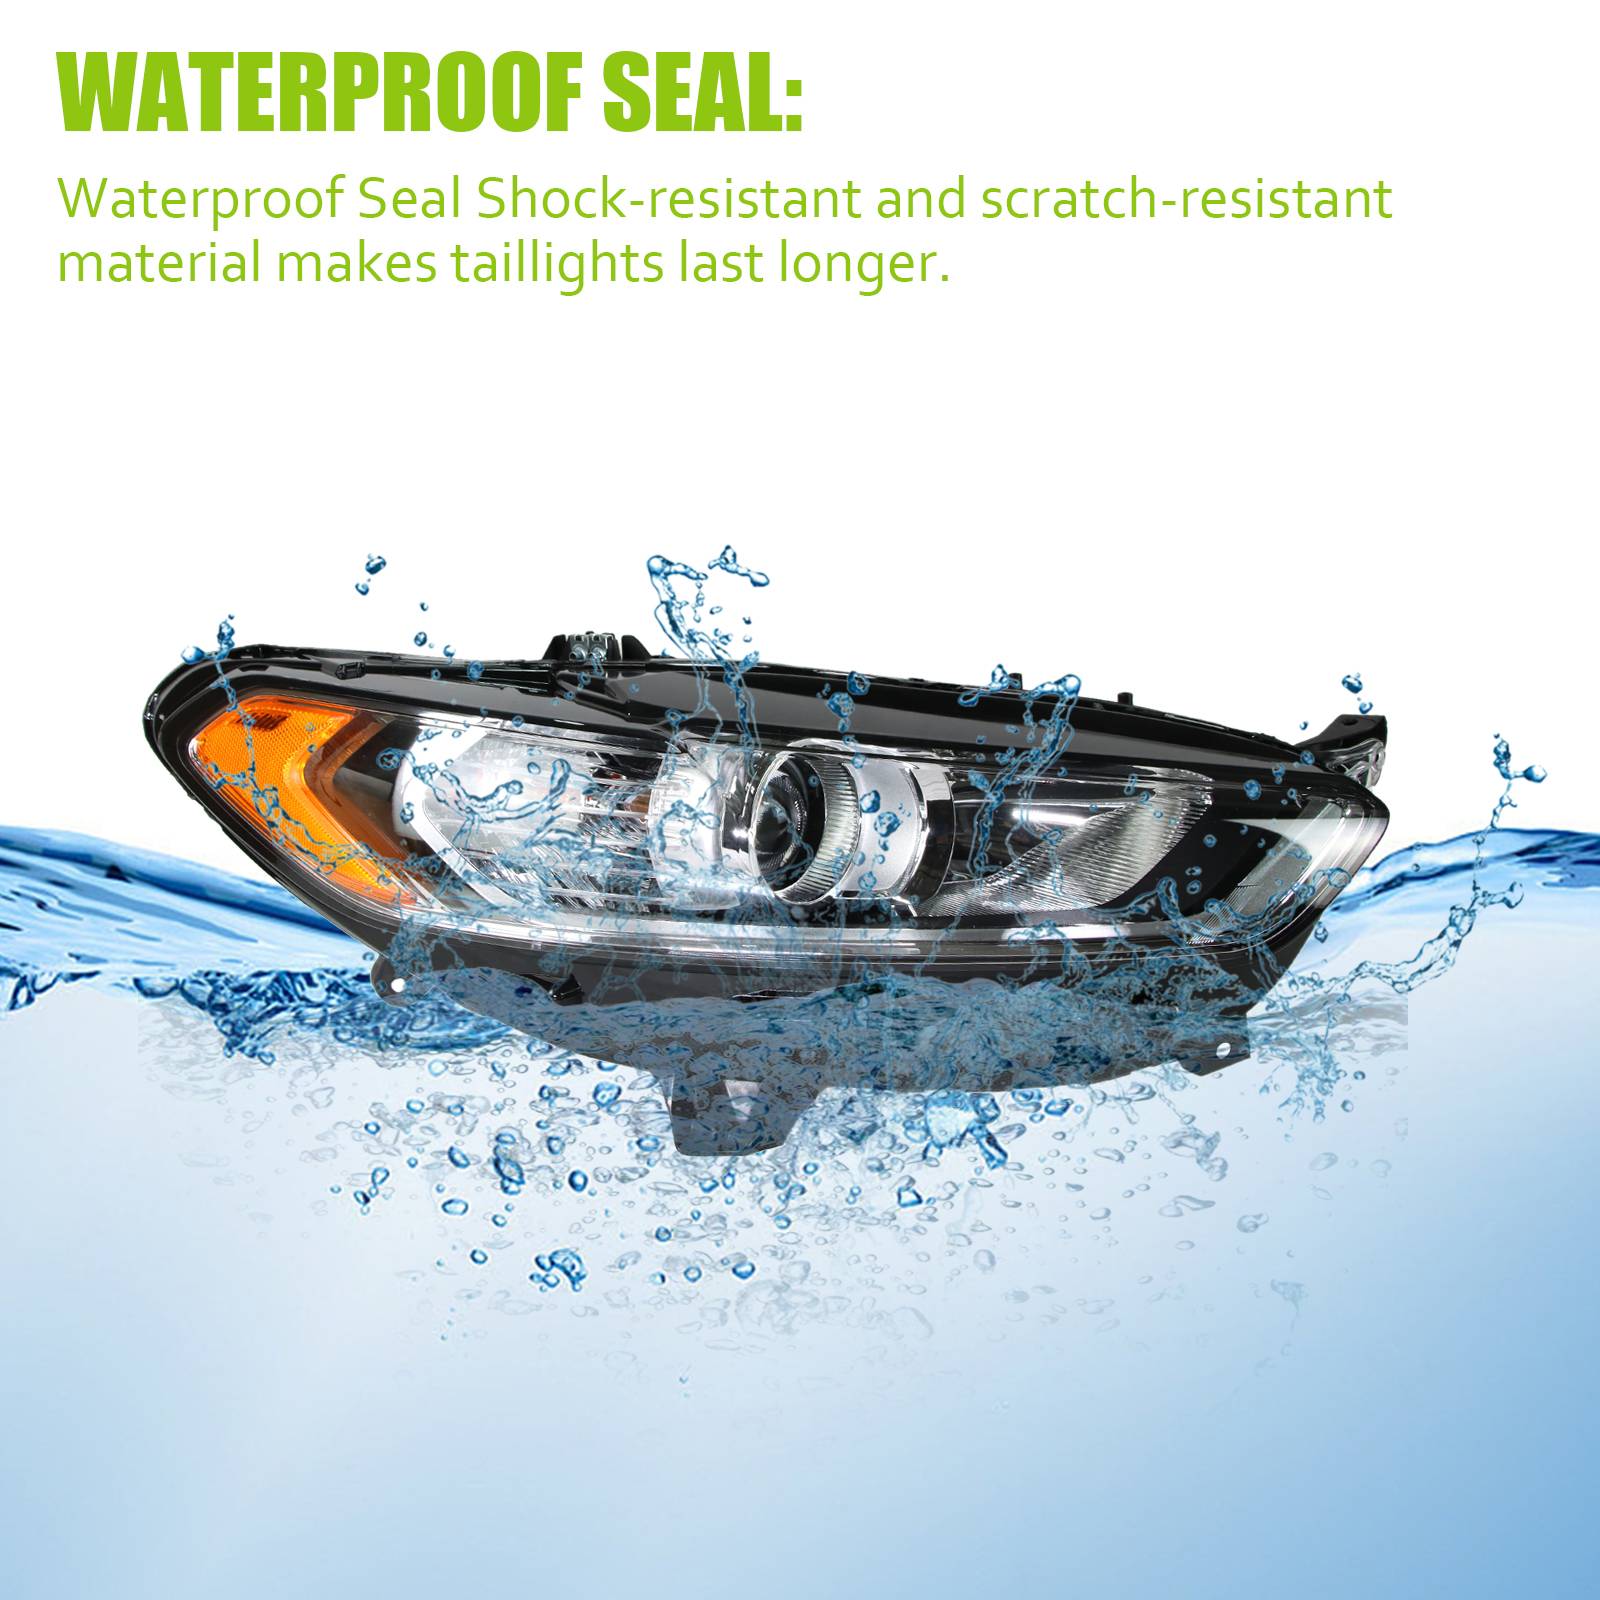 WATERPROOF SEAL:
Waterproof Seal Shock-resistant and scratch-resistant
material makes taillights last longer.